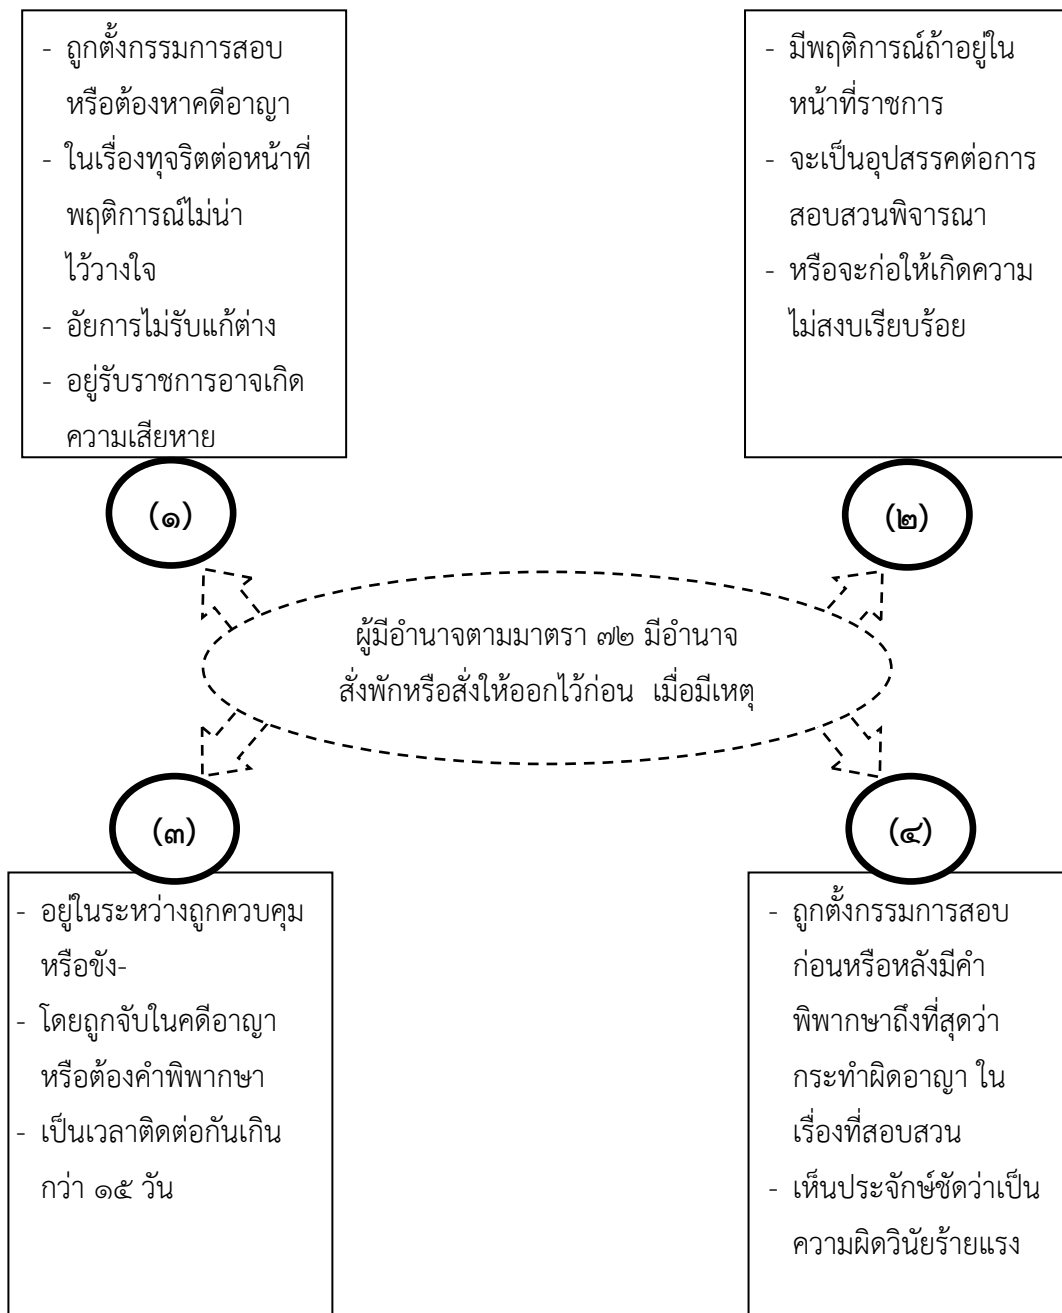 - ถูกตั้งกรรมการสอบ
หรือต้องหาคดีอาญา
- ในเรื่องทุจริตต่อหน้าที่
พฤติการณ์ไม่น่า
ไว้วางใจ
- อัยการไม่รับแก้ต่าง
- อยู่รับราชการอาจเกิด
ความเสียหาย
(๑)
- มีพฤติการณ์ถ้าอยู่ใน
หน้าที่ราชการ
- จะเป็นอุปสรรคต่อการ
สอบสวนพิจารณา
- หรือจะก่อให้เกิดความ
ไม่สงบเรียบร้อย
(๒)
ผู้มีอำนาจตามมาตรา ๗๒ มีอำนาจ
สั่งพักหรือสั่งให้ออกไว้ก่อน เมื่อมีเหตุ
(๓)
- อยู่ในระหว่างถูกควบคุม
หรือขัง-
- โดยถูกจับในคดีอาญา
หรือต้องคำพิพากษา
- เป็นเวลาติดต่อกันเกิน
กว่า ๑๕ วัน
(๔)
- ถูกตั้งกรรมการสอบ
ก่อนหรือหลังมีคำ
พิพากษาถึงที่สุดว่า
กระทำผิดอาญา ใน
เรื่องที่สอบสวน
- เห็นประจักษ์ชัดว่าเป็น
ความผิดวินัยร้ายแรง